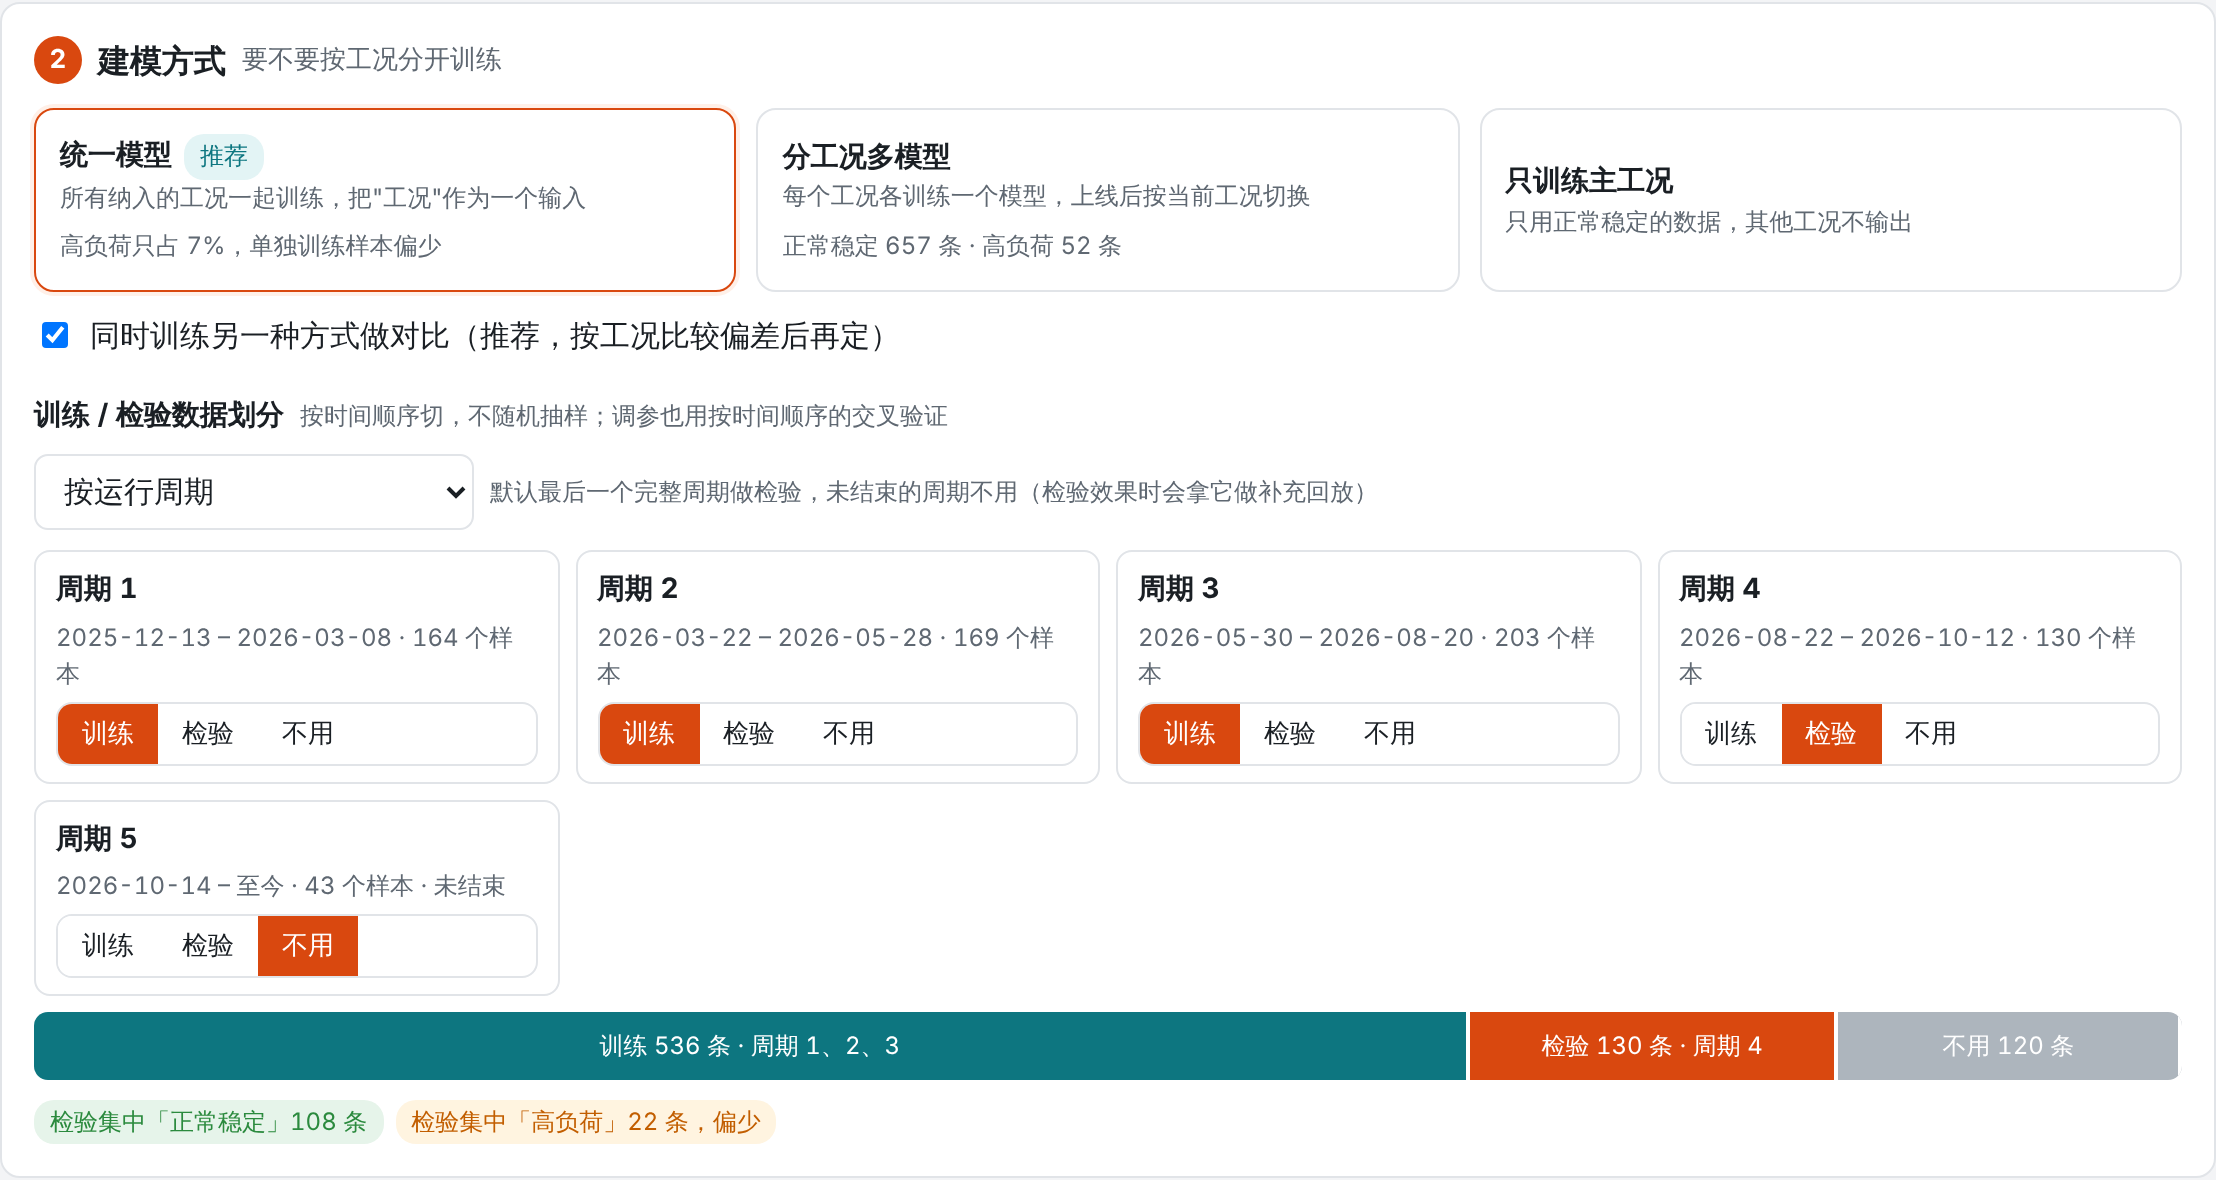 2 建模方式 要不要按工况分开训练
统一模型 推荐
所有纳入的工况一起训练，把"工况"作为一个输入
高负荷只占 7%，单独训练样本偏少
分工况多模型
每个工况各训练一个模型，上线后按当前工况切换
正常稳定 657 条 · 高负荷 52 条
只训练主工况
只用正常稳定的数据，其他工况不输出
同时训练另一种方式做对比（推荐，按工况比较偏差后再定）
训练 / 检验数据划分 按时间顺序切，不随机抽样；调参也用按时间顺序的交叉验证
按运行周期 默认最后一个完整周期做检验，未结束的周期不用（检验效果时会拿它做补充回放）
周期 1
2025-12-13 – 2026-03-08 · 164 个样
本
训练 检验 不用
周期 2
2026-03-22 – 2026-05-28 · 169 个样
本
训练 检验 不用
周期 3
2026-05-30 – 2026-08-20 · 203 个样
本
训练 检验 不用
周期 4
2026-08-22 – 2026-10-12 · 130 个样
本
训练 检验 不用
周期 5
2026-10-14 – 至今 · 43 个样本 · 未结束
训练 检验 不用
训练 536 条 · 周期 1、2、3 检验 130 条 · 周期 4 不用 120 条
检验集中「正常稳定」108 条 检验集中「高负荷」22 条，偏少